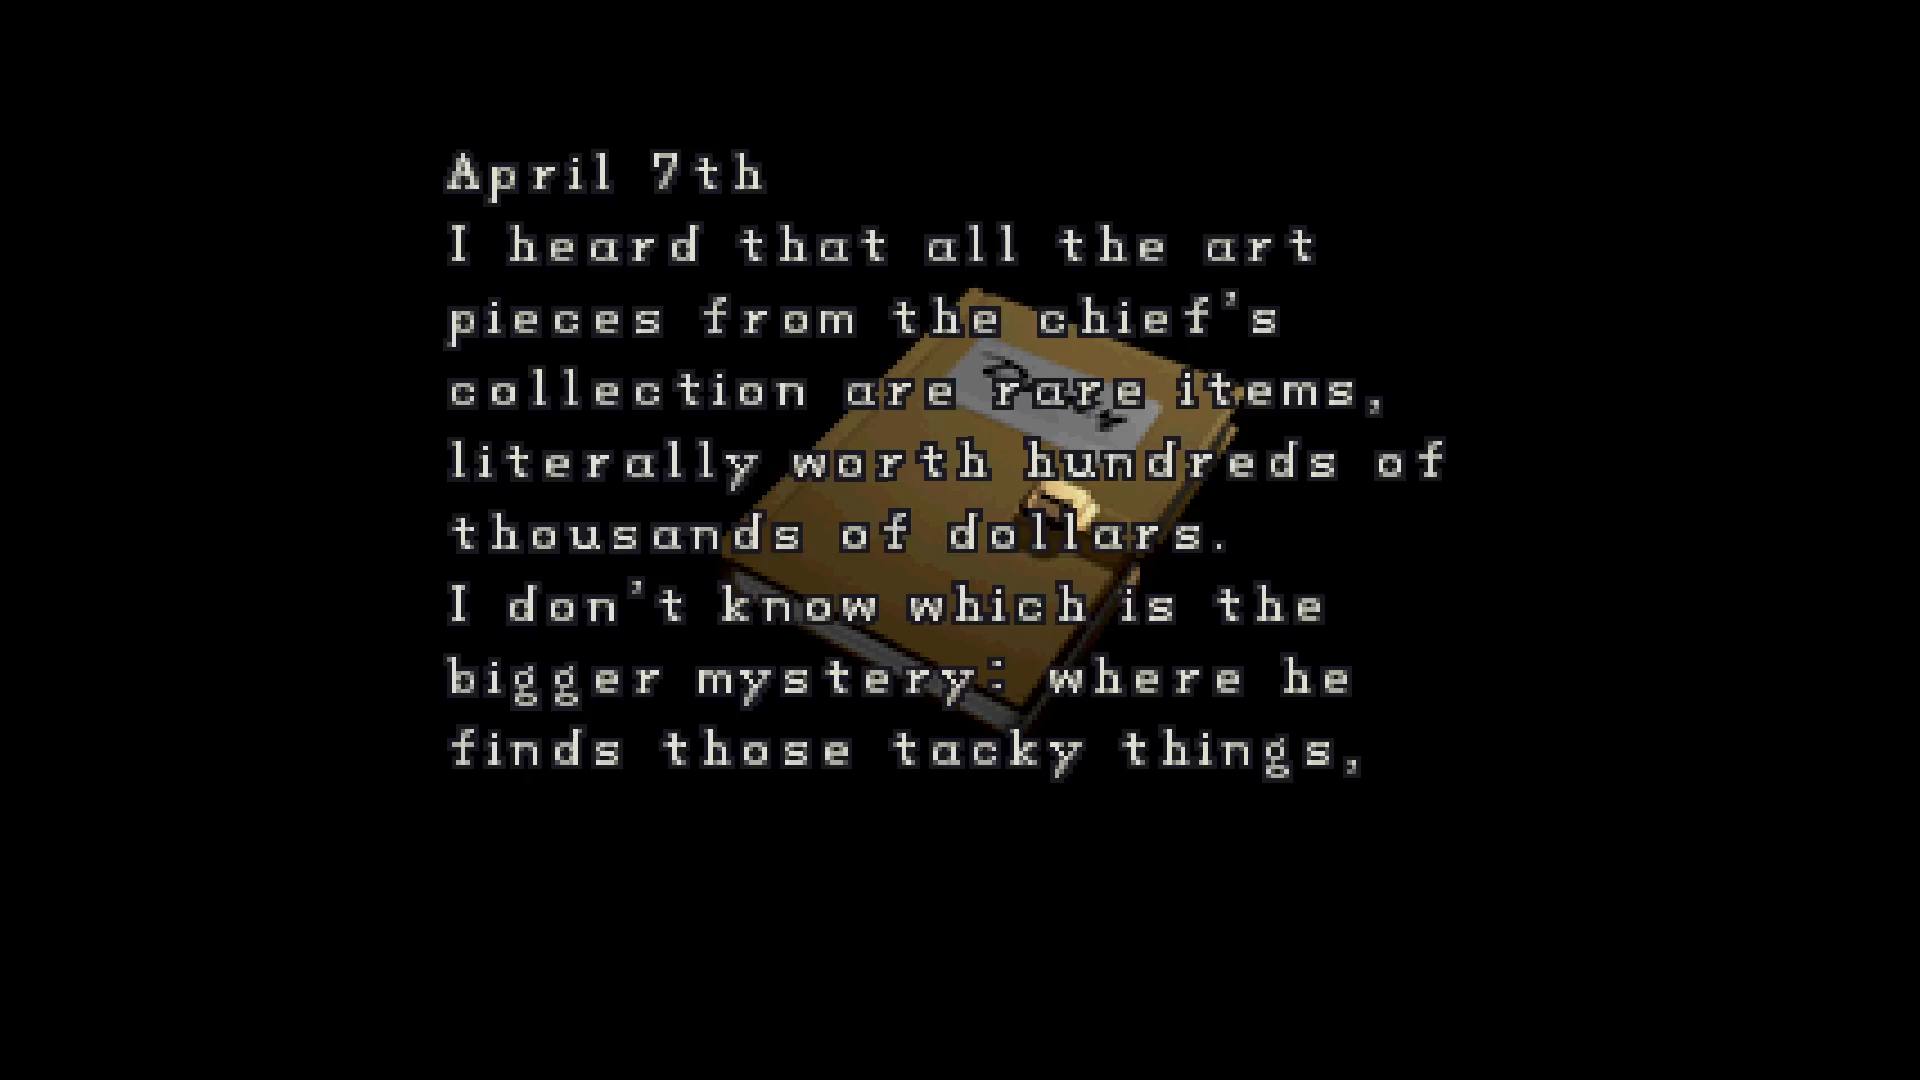 April 7th
I heard that all the art
pieces from the chief's
collection are rare items,
literally worth hundreds of
thousands of dollars.
I don't know which is the
bigger mystery: where he
finds those tacky things,